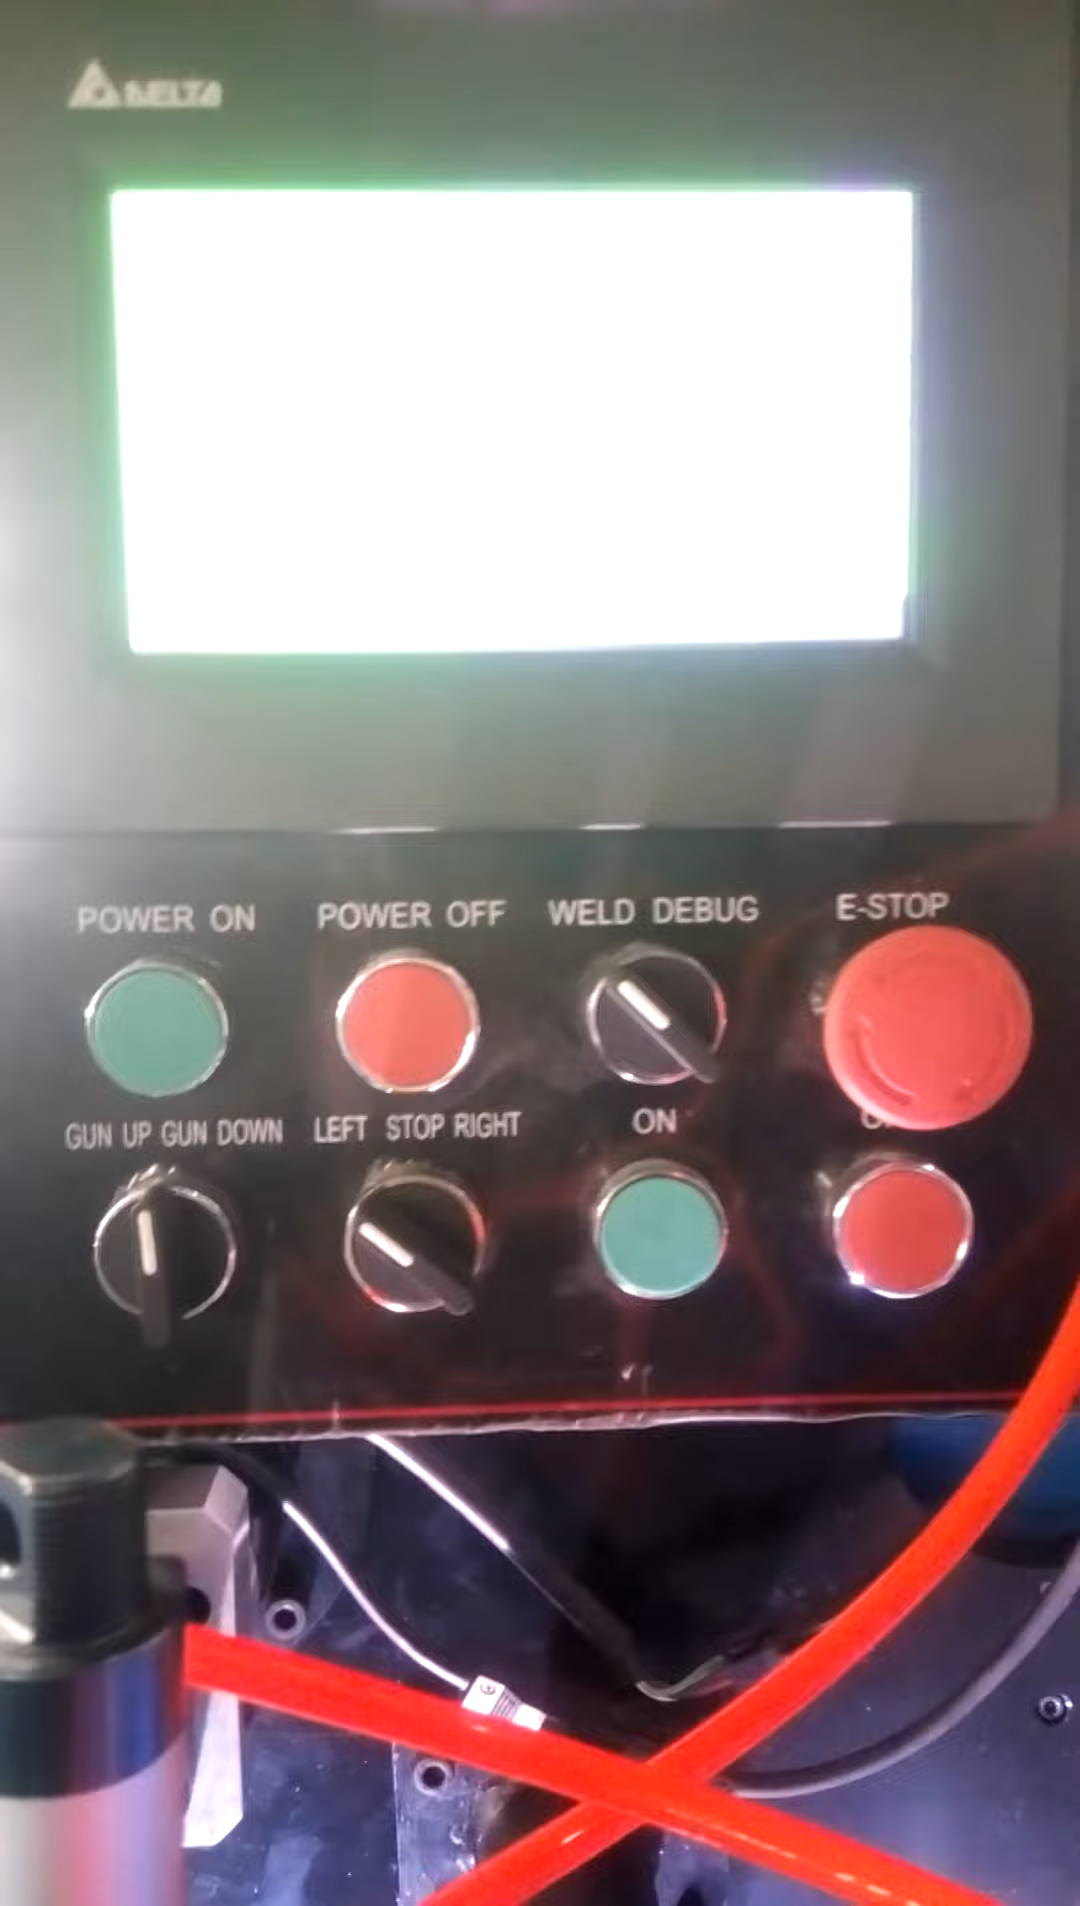 DELTA
POWER ON POWER OFF WELD DEBUG E-STOP
GUN UP GUN DOWN LEFT STOP RIGHT ON